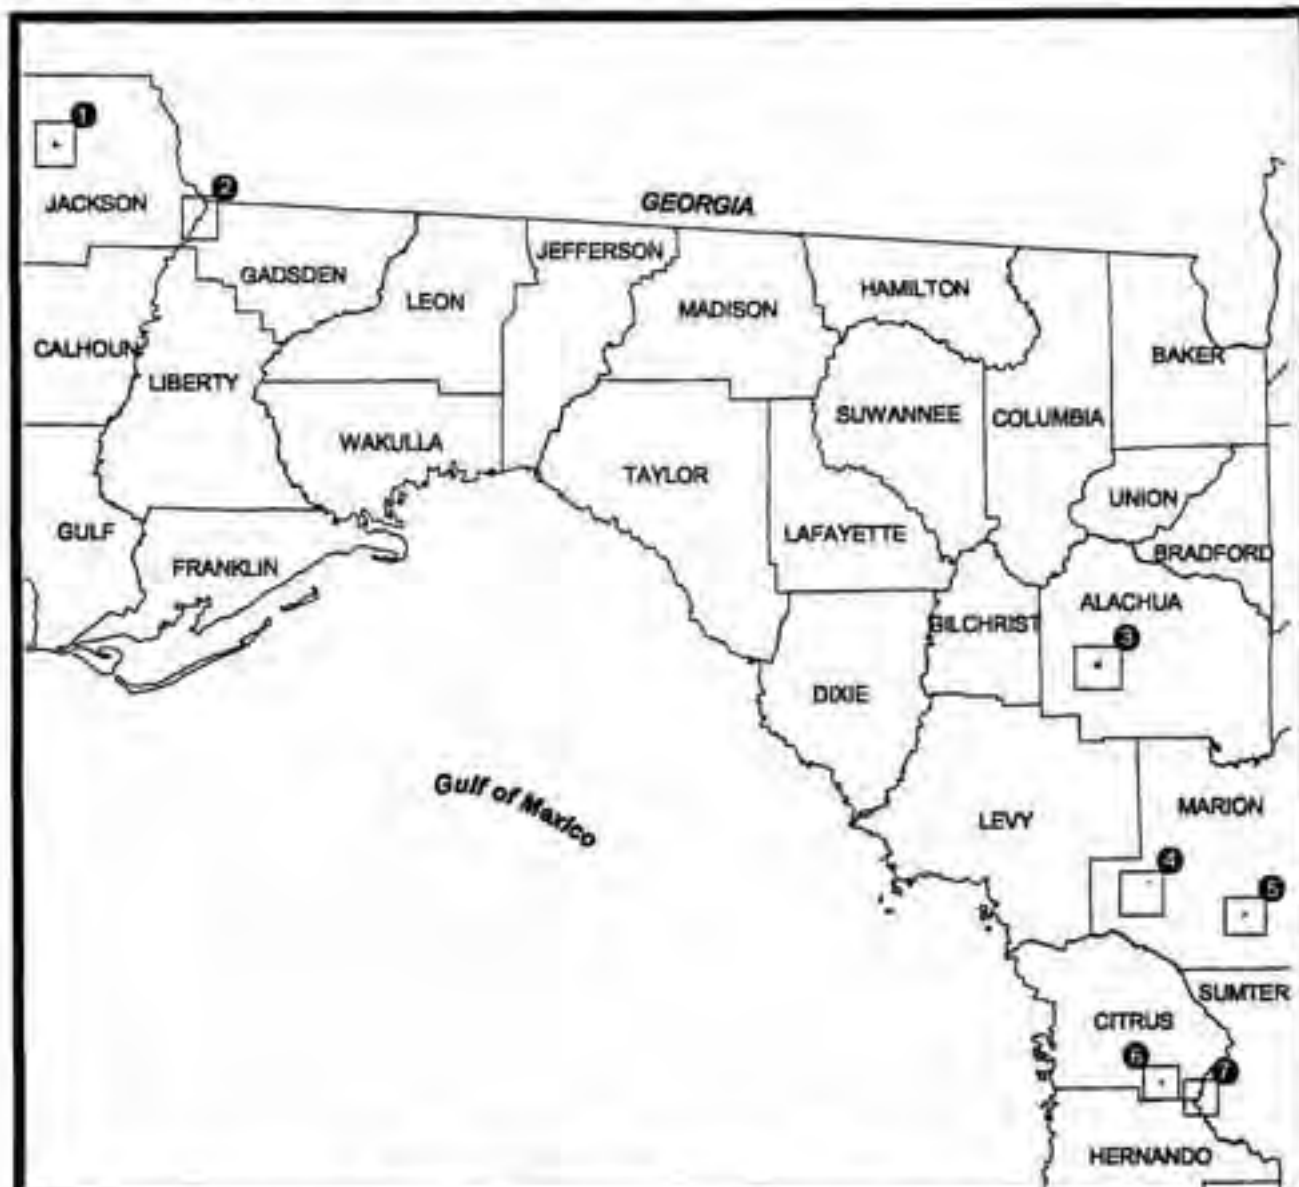 1
JACKSON
2
GEORGIA
GADSDEN
JEFFERSON
LEON
MADISON
HAMILTON
CALHOUN
LIBERTY
BAKER
WAKULLA
SUWANNEE
COLUMBIA
TAYLOR
UNION
GULF
LAFAYETTE
BRADFORD
FRANKLIN
ALACHUA
GILCHRIST
3
DIXIE
Gulf of Maxico
LEVY
MARION
4
5
SUMTER
CITRUS
6
7
HERNANDO